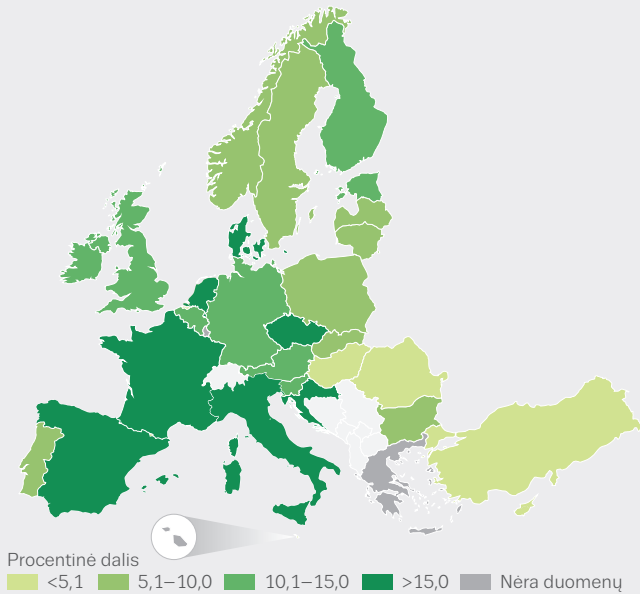 Procentinė dalis
<5,1 5,1–10,0 10,1–15,0 >15,0 Nėra duomenų